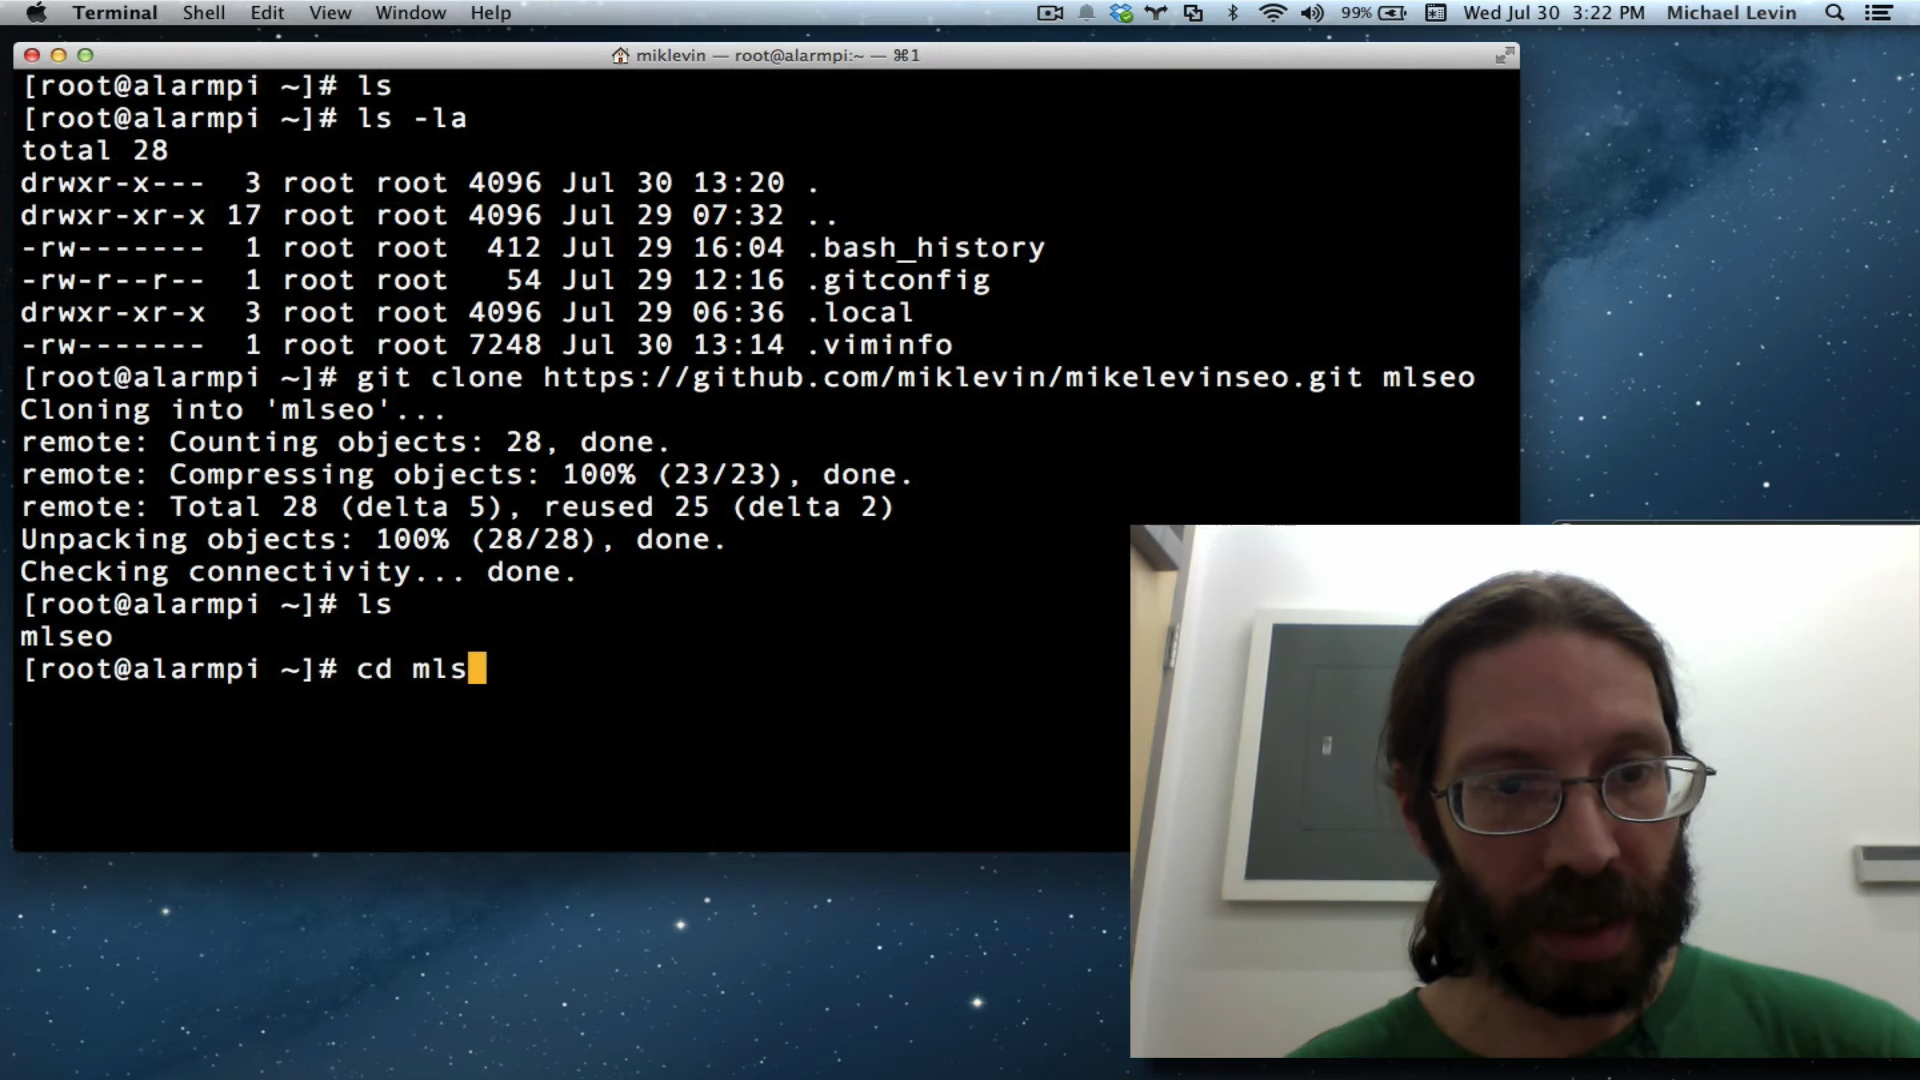 Terminal Shell Edit View Window Help 99% Wed Jul 30 3:22 PM Michael Levin
miklevin — root@alarmpi:~ — ⌘1
[root@alarmpi ~]# ls
[root@alarmpi ~]# ls -la
total 28
drwxr-x--- 3 root root 4096 Jul 30 13:20 .
drwxr-xr-x 17 root root 4096 Jul 29 07:32 ..
-rw------- 1 root root 412 Jul 29 16:04 .bash_history
-rw-r--r-- 1 root root 54 Jul 29 12:16 .gitconfig
drwxr-xr-x 3 root root 4096 Jul 29 06:36 .local
-rw------- 1 root root 7248 Jul 30 13:14 .viminfo
[root@alarmpi ~]# git clone https://github.com/miklevin/mikelevinseo.git mlseo
Cloning into 'mlseo'...
remote: Counting objects: 28, done.
remote: Compressing objects: 100% (23/23), done.
remote: Total 28 (delta 5), reused 25 (delta 2)
Unpacking objects: 100% (28/28), done.
Checking connectivity... done.
[root@alarmpi ~]# ls
mlseo
[root@alarmpi ~]# cd mls